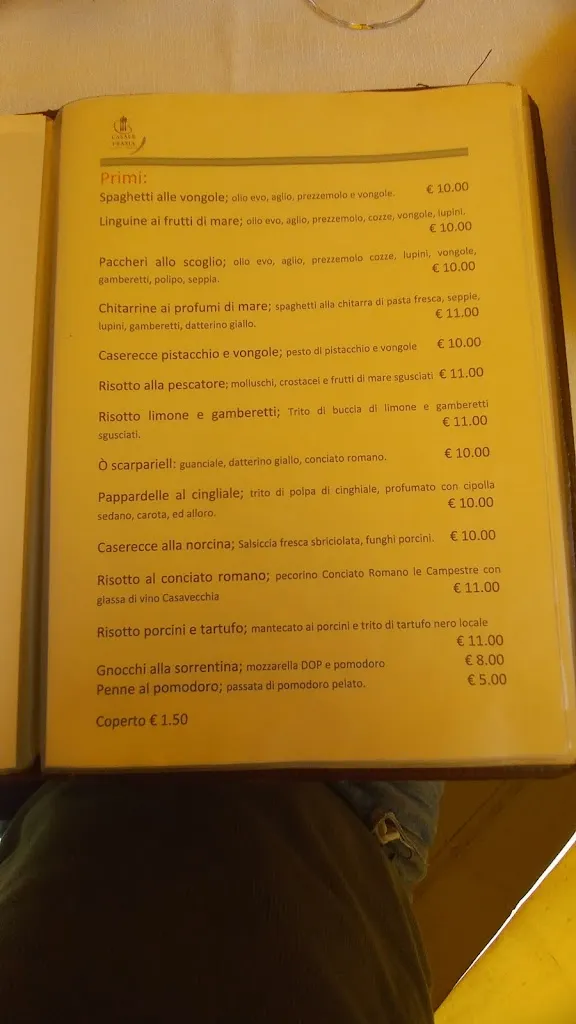 Primi:
Spaghetti alle vongole; olio evo, aglio, prezzemolo e vongole. € 10.00
Linguine ai frutti di mare; olio evo, aglio, prezzemolo, cozze, vongole, lupini.
€ 10.00
Paccheri allo scoglio; olio evo, aglio, prezzemolo cozze, lupini, vongole,
gamberetti, polipo, seppia. € 10.00
Chitarrine ai profumi di mare; spaghetti alla chitarra di pasta fresca, seppie,
lupini, gamberetti, datterino giallo. € 11.00
Caserecce pistacchio e vongole; pesto di pistacchio e vongole € 10.00
Risotto alla pescatore; molluschi, crostacei e frutti di mare sgusciati € 11.00
Risotto limone e gamberetti; Trito di buccia di limone e gamberetti
sgusciati. € 11.00
Ò scarpariell: guanciale, datterino giallo, conciato romano. € 10.00
Pappardelle al cingliale; trito di polpa di cinghiale, profumato con cipolla
sedano, carota, ed alloro. € 10.00
Caserecce alla norcina; Salsiccia fresca sbriciolata, funghi porcini. € 10.00
Risotto al conciato romano; pecorino Conciato Romano le Campestre con
glassa di vino Casavecchia € 11.00
Risotto porcini e tartufo; mantecato ai porcini e trito di tartufo nero locale
€ 11.00
Gnocchi alla sorrentina; mozzarella DOP e pomodoro € 8.00
Penne al pomodoro; passata di pomodoro pelato. € 5.00
Coperto € 1.50